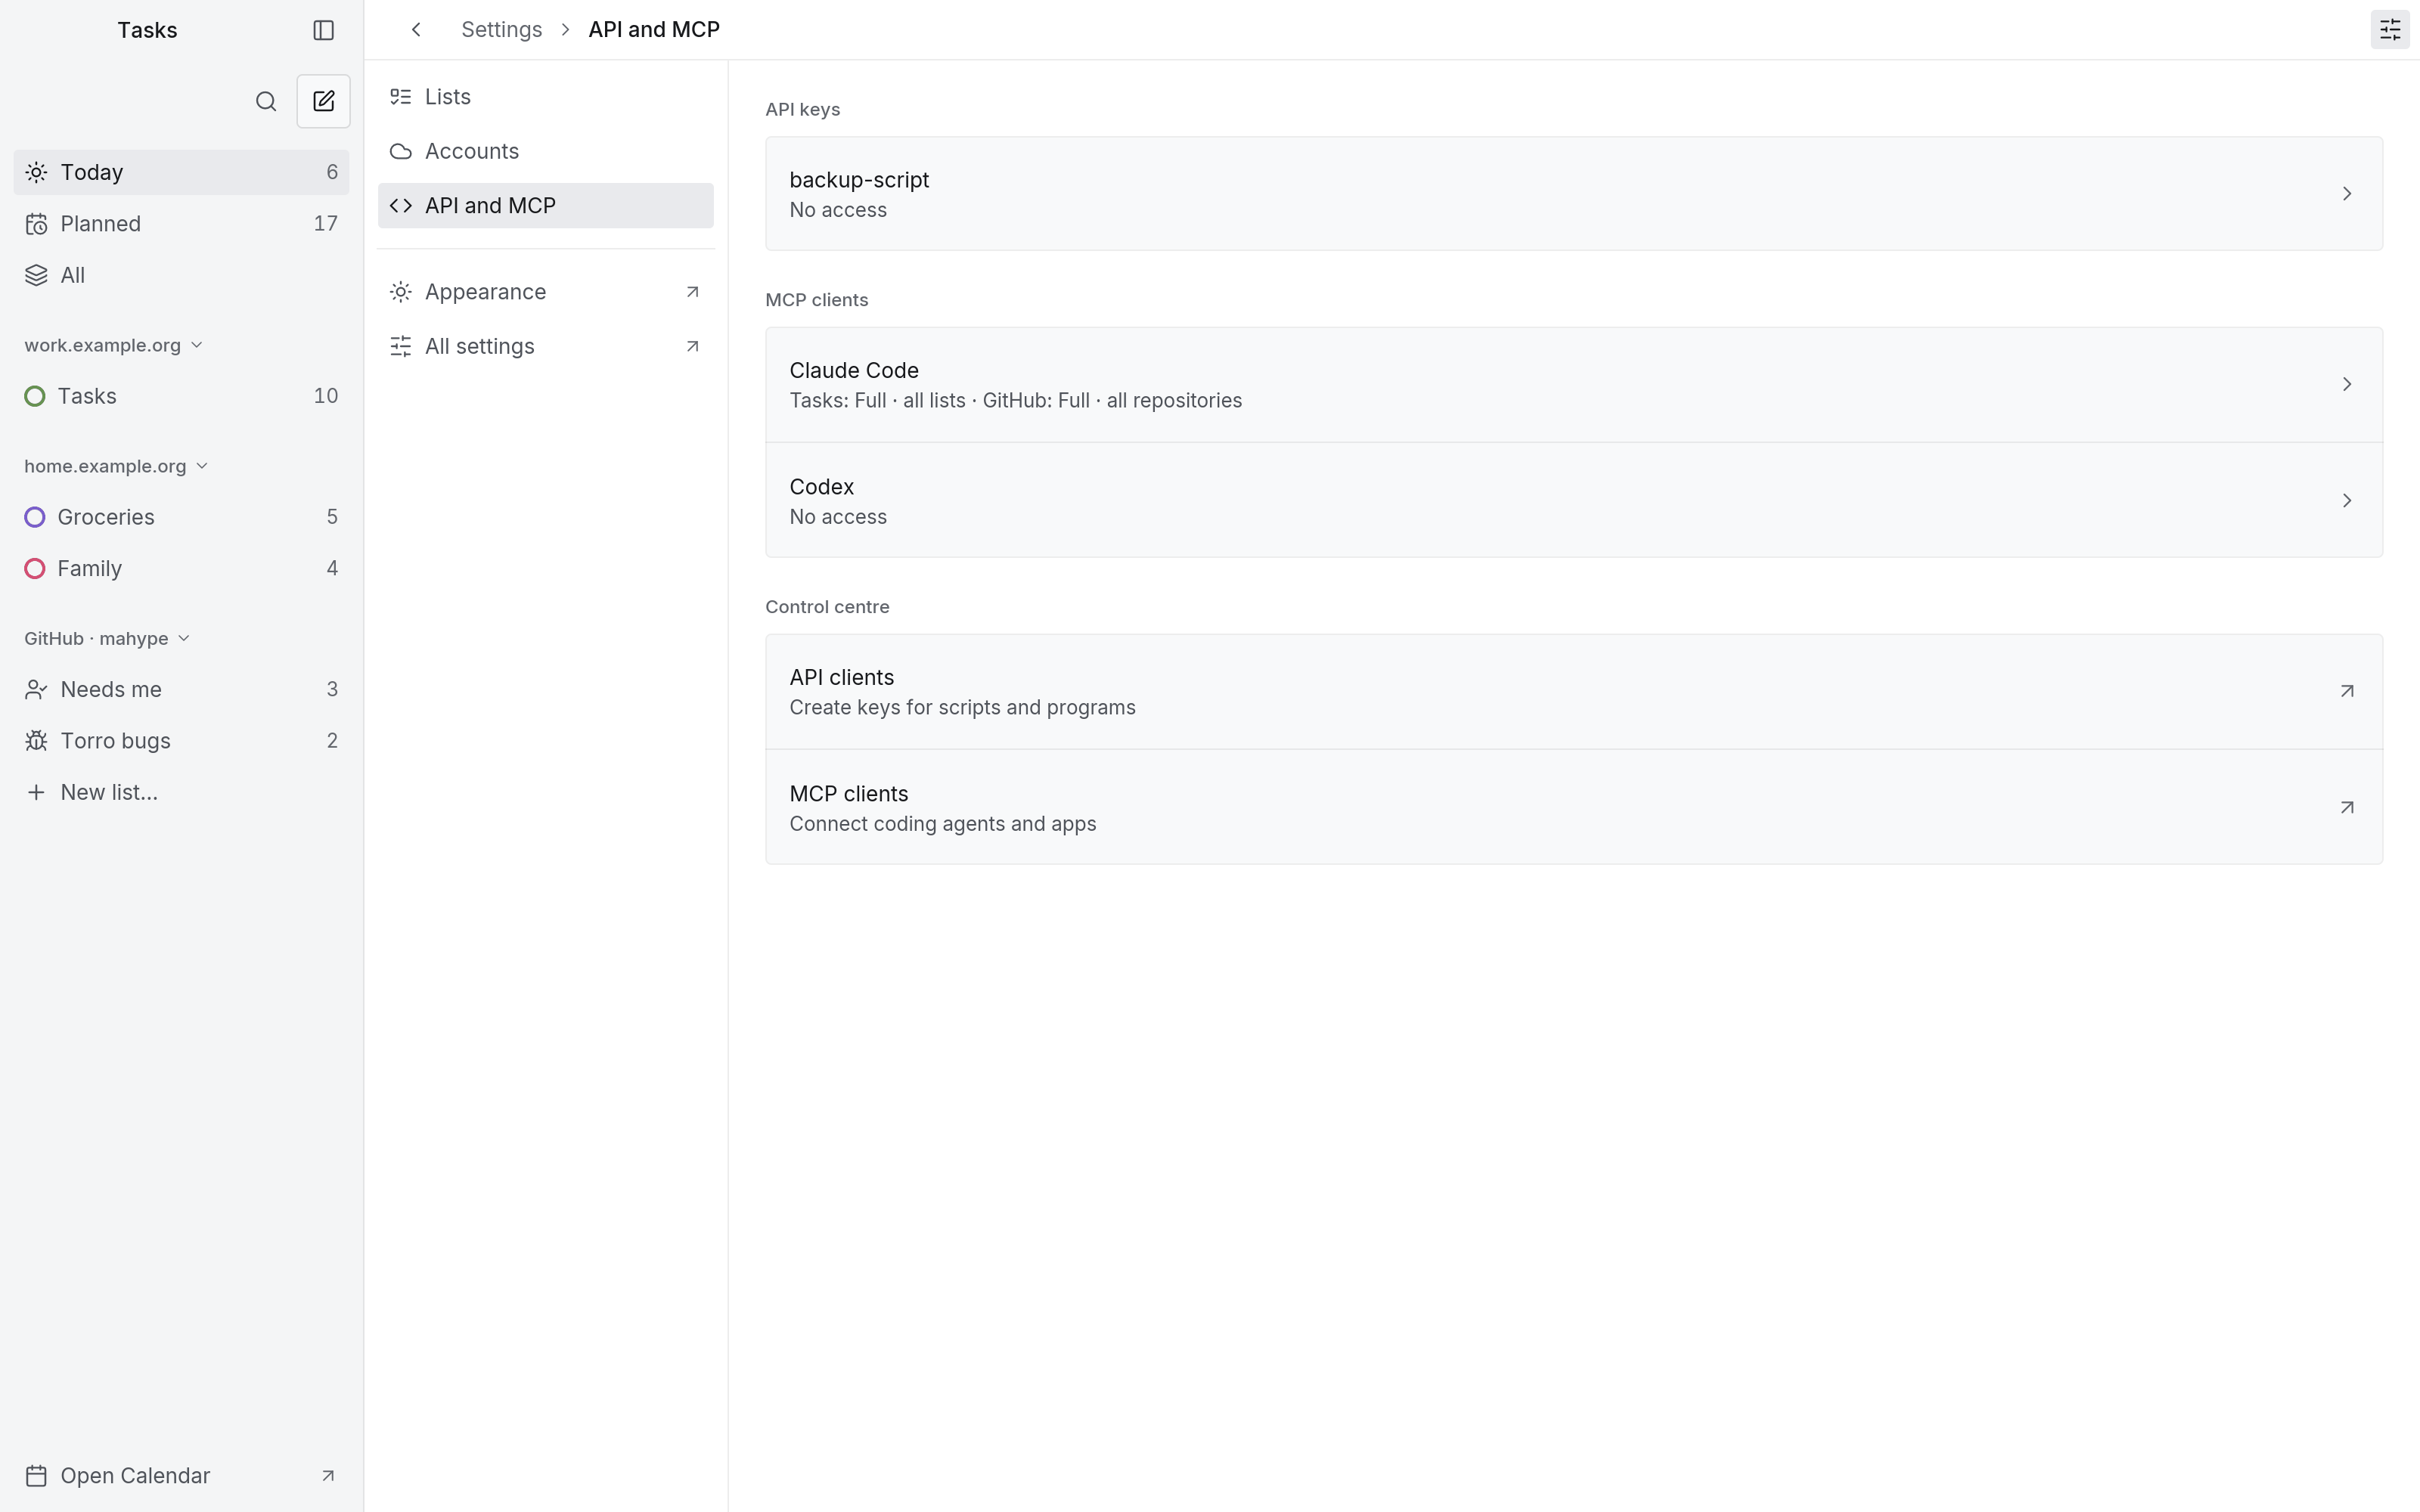 Tasks
Today 6
Planned 17
All
work.example.org
Tasks 10
home.example.org
Groceries 5
Family 4
GitHub · mahype
Needs me 3
Torro bugs 2
New list...
Open Calendar
Settings > API and MCP
Lists
Accounts
API and MCP
Appearance
All settings
API keys
backup-script
No access
MCP clients
Claude Code
Tasks: Full · all lists · GitHub: Full · all repositories
Codex
No access
Control centre
API clients
Create keys for scripts and programs
MCP clients
Connect coding agents and apps